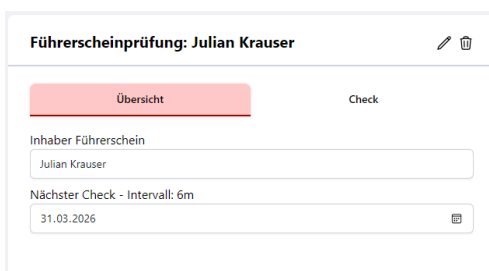 Führerscheinprüfung: Julian Krauser
Übersicht Check
Inhaber Führerschein
Julian Krauser
Nächster Check - Intervall: 6m
31.03.2026